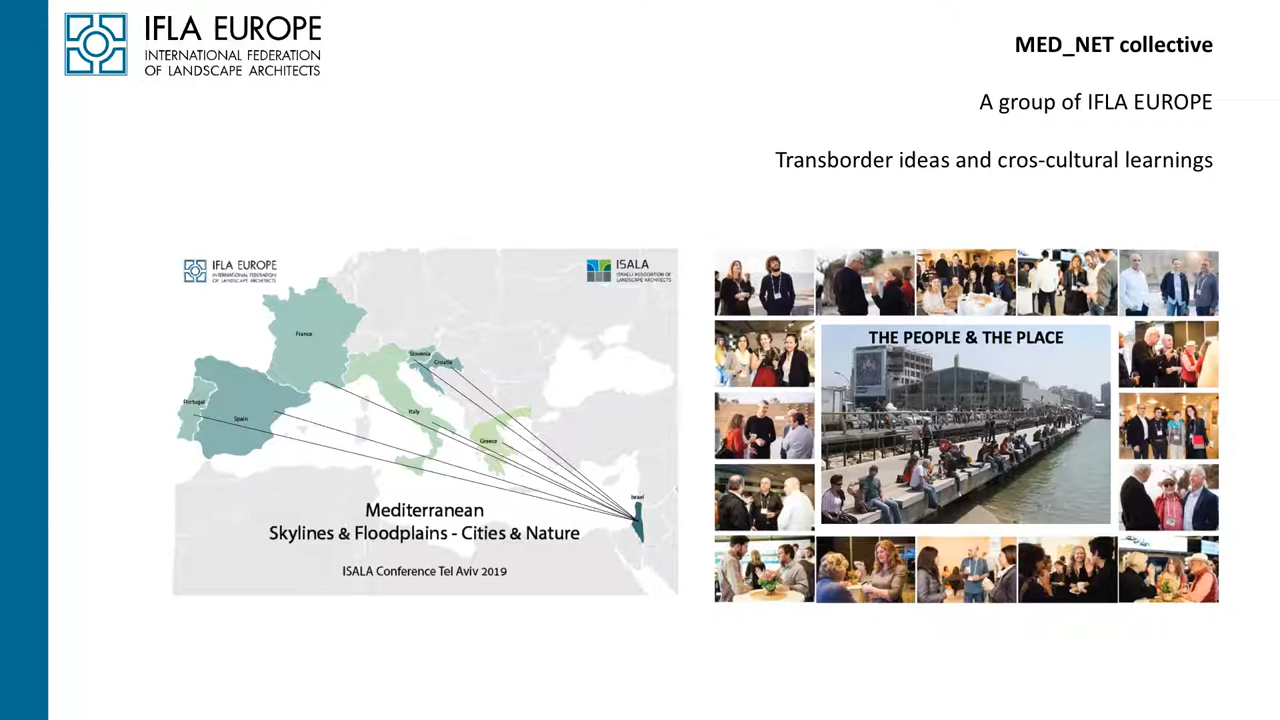 IFLA EUROPE
INTERNATIONAL FEDERATION
OF LANDSCAPE ARCHITECTS
MED_NET collective
A group of IFLA EUROPE
Transborder ideas and cros-cultural learnings
IFLA EUROPE
INTERNATIONAL FEDERATION
OF LANDSCAPE ARCHITECTS
ISALA
ISRAELI ASSOCIATION OF
LANDSCAPE ARCHITECTS
France
Slovenia
Croatia
Portugal
Spain
Italy
Greece
Israel
Mediterranean
Skylines & Floodplains - Cities & Nature
ISALA Conference Tel Aviv 2019
THE PEOPLE & THE PLACE